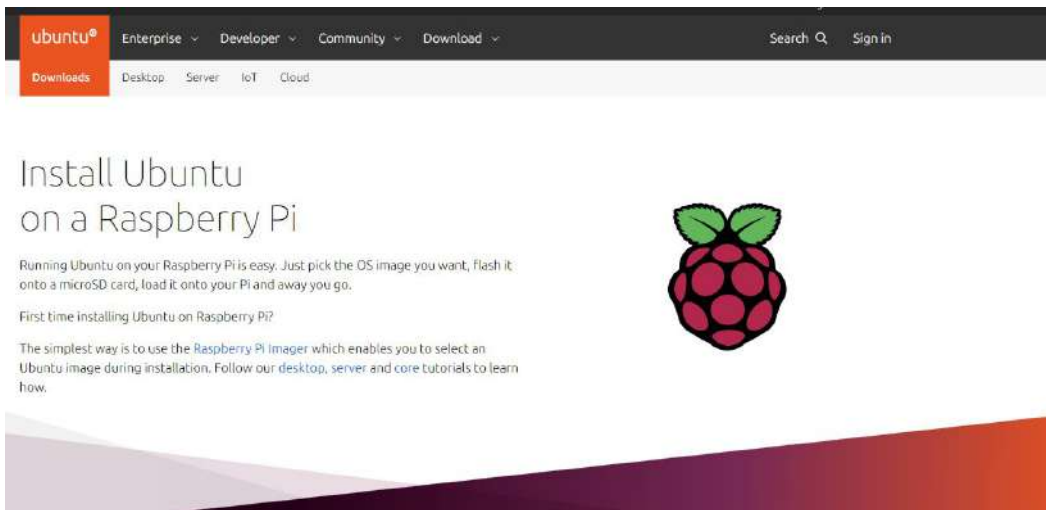 ubuntu® Enterprise Developer Community Download Search Sign in
Downloads Desktop Server IoT Cloud
Install Ubuntu
on a Raspberry Pi
Running Ubuntu on your Raspberry Pi is easy. Just pick the OS image you want, flash it
onto a microSD card, load it onto your Pi and away you go.
First time installing Ubuntu on Raspberry Pi?
The simplest way is to use the Raspberry Pi Imager which enables you to select an
Ubuntu image during installation. Follow our desktop, server and core tutorials to learn
how.